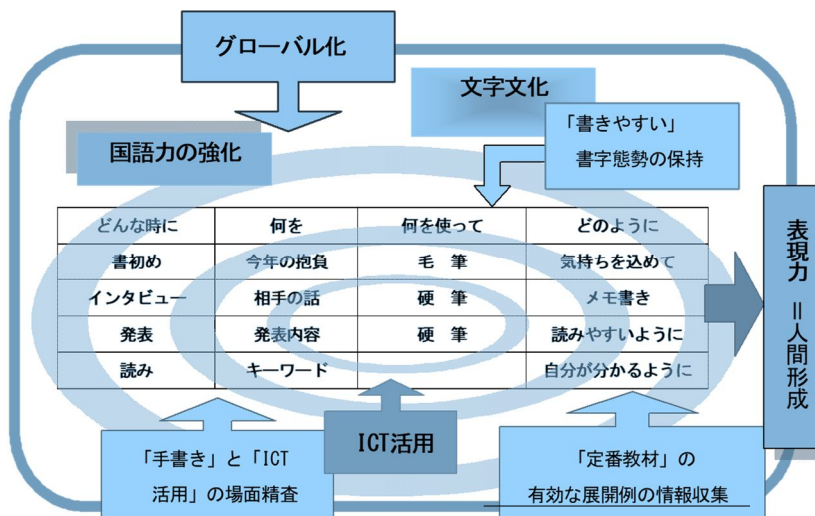 グローバル化
文字文化
「書きやすい」
書字態勢の保持
国語力の強化
どんな時に 何を 何を使って どのように
書初め 今年の抱負 毛 筆 気持ちを込めて
インタビュー 相手の話 硬 筆 メモ書き
発表 発表内容 硬 筆 読みやすいように
読み キーワード 自分が分かるように
表現力 =人間形成
ICT活用
「手書き」と「ICT
活用」の場面精査
「定番教材」の
有効な展開例の情報収集